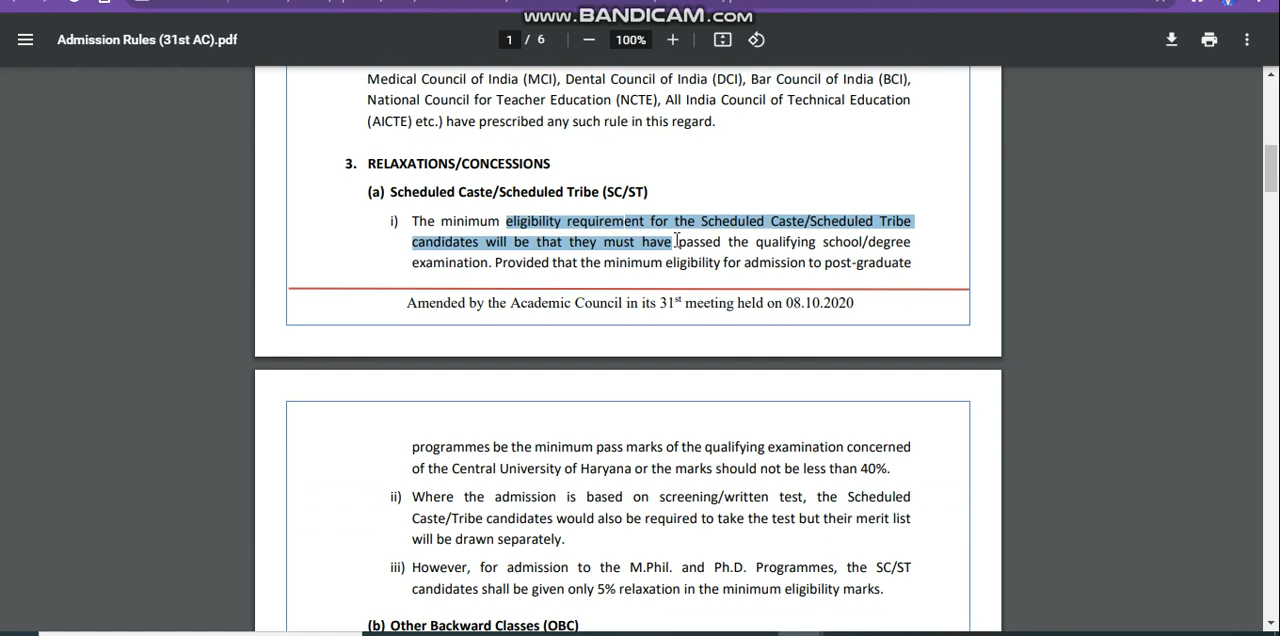 www.BANDICAM.com
Admission Rules (31st AC).pdf
1 / 6
100%
Medical Council of India (MCI), Dental Council of India (DCI), Bar Council of India (BCI),
National Council for Teacher Education (NCTE), All India Council of Technical Education
(AICTE) etc.) have prescribed any such rule in this regard.
3. RELAXATIONS/CONCESSIONS
(a) Scheduled Caste/Scheduled Tribe (SC/ST)
i) The minimum eligibility requirement for the Scheduled Caste/Scheduled Tribe
candidates will be that they must have passed the qualifying school/degree
examination. Provided that the minimum eligibility for admission to post-graduate
Amended by the Academic Council in its 31st meeting held on 08.10.2020
programmes be the minimum pass marks of the qualifying examination concerned
of the Central University of Haryana or the marks should not be less than 40%.
ii) Where the admission is based on screening/written test, the Scheduled
Caste/Tribe candidates would also be required to take the test but their merit list
will be drawn separately.
iii) However, for admission to the M.Phil. and Ph.D. Programmes, the SC/ST
candidates shall be given only 5% relaxation in the minimum eligibility marks.
(b) Other Backward Classes (OBC)